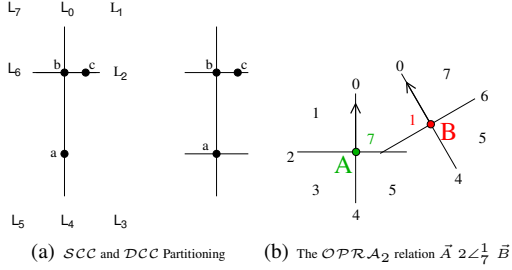 L7 L0 L1
b c b c
L6 L2
0 7
0 6
1 1 B 5
7
2 A
a a
3 5 4
4
L5 L4 L3
(a) SCC and DCC Partitioning (b) The OPRA₂ relation A⃗ 2∠¹₇ B⃗